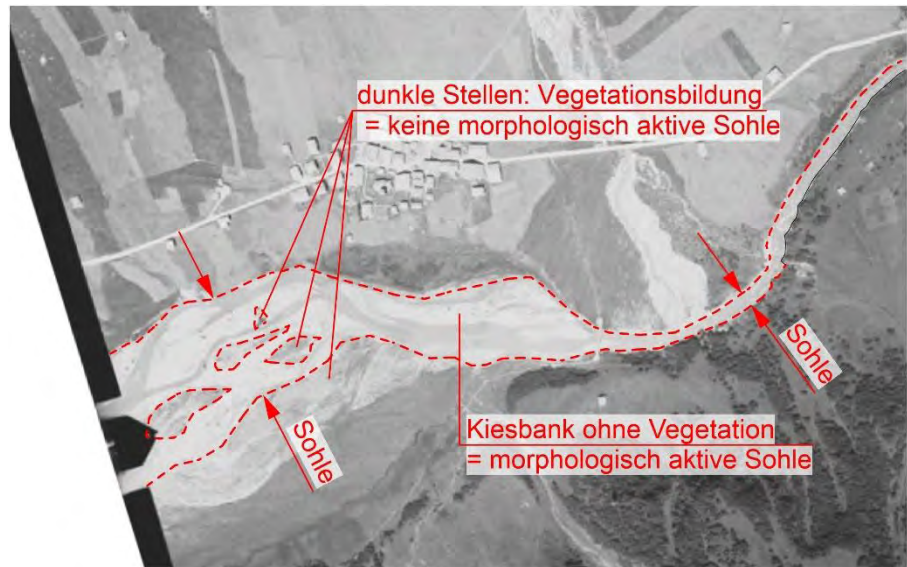 dunkle Stellen: Vegetationsbildung
= keine morphologisch aktive Sohle
Sohle
Sohle
Kiesbank ohne Vegetation
= morphologisch aktive Sohle